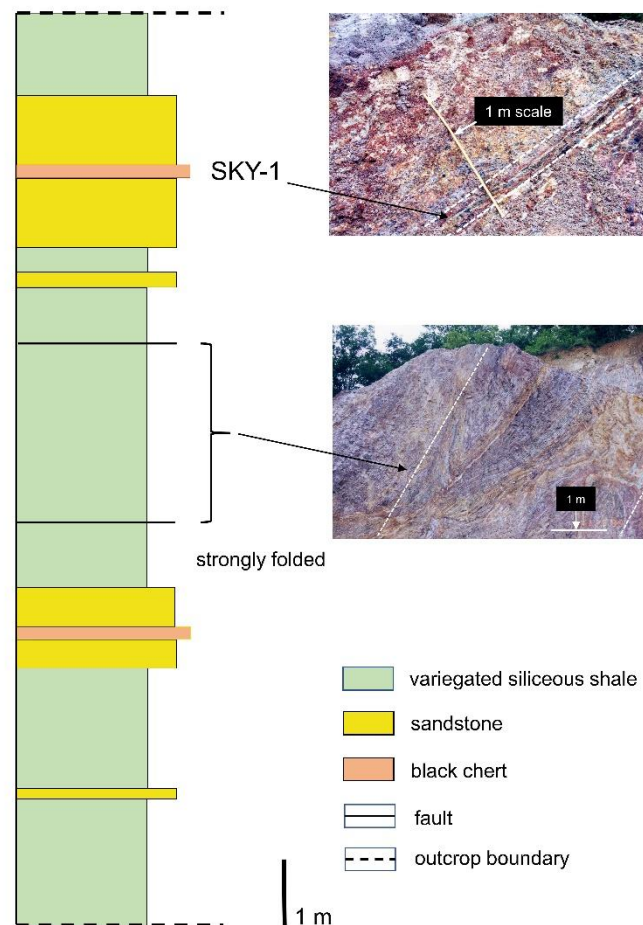 1 m scale
SKY-1
1 m
strongly folded
variegated siliceous shale
sandstone
black chert
fault
outcrop boundary
1 m